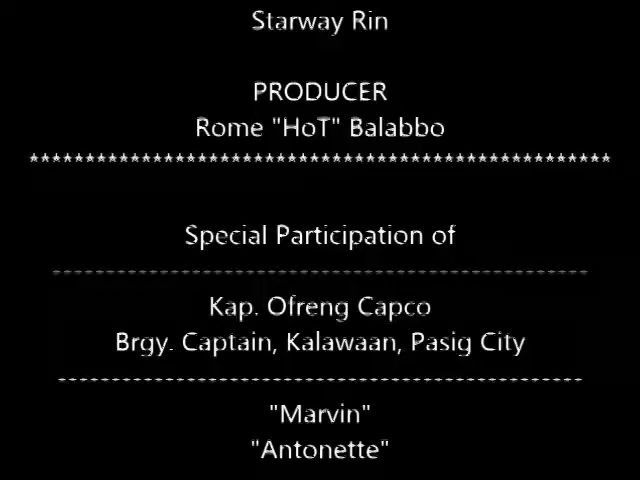 Starway Rin
PRODUCER
Rome "HoT" Balabbo
****************************************************
Special Participation of
--------------------------------------------------
Kap. Ofreng Capco
Brgy. Captain, Kalawaan, Pasig City
-------------------------------------------------
"Marvin"
"Antonette"